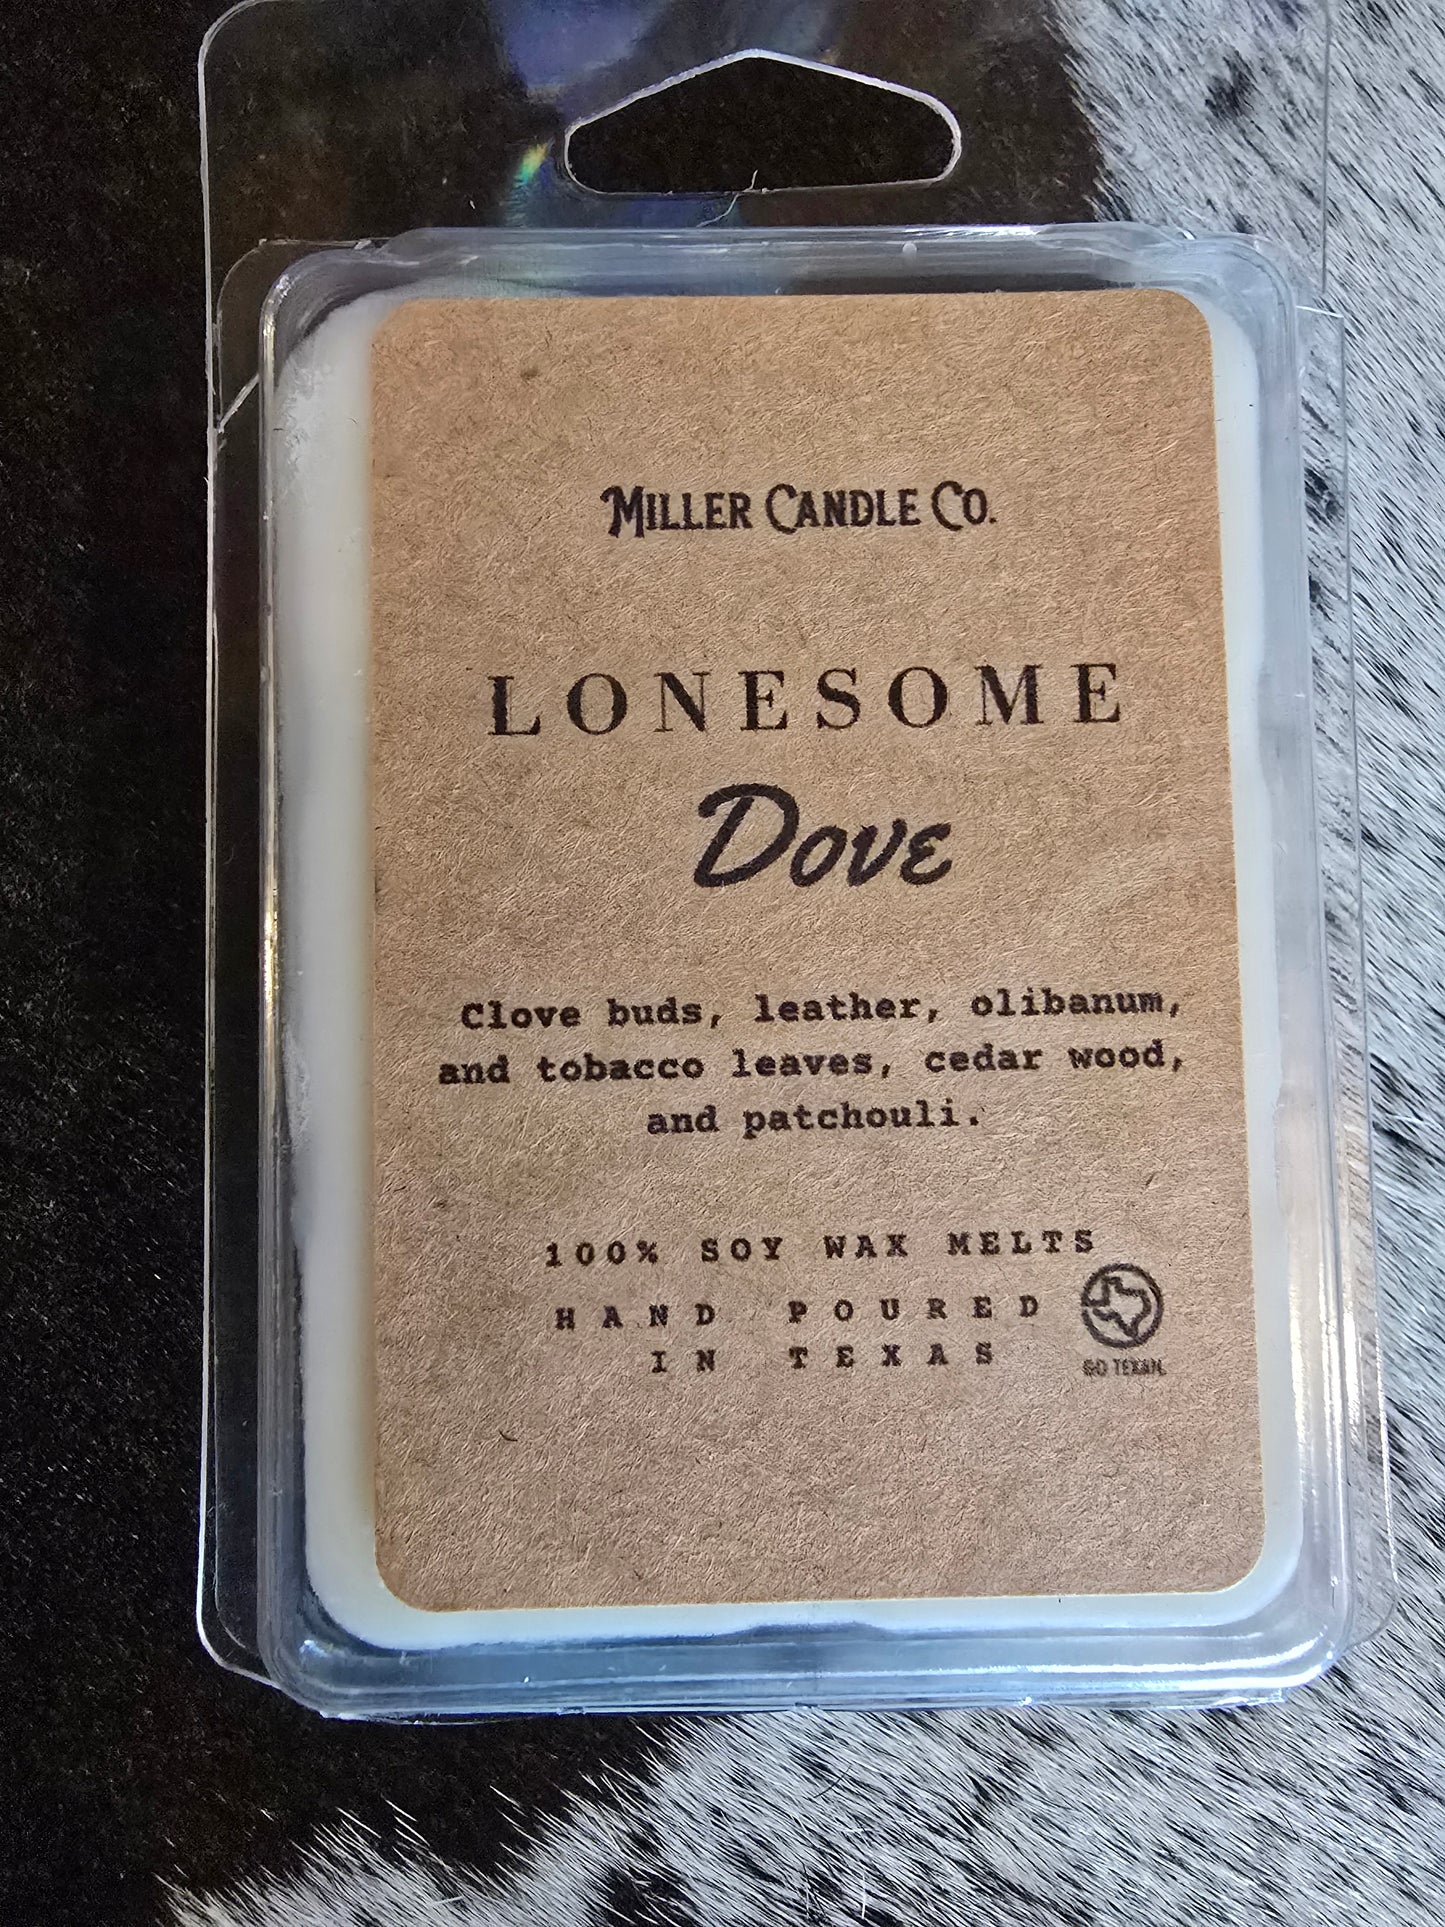 MILLER CANDLE CO.
LONESOME
Dove
Clove buds, leather, olibanum,
and tobacco leaves, cedar wood,
and patchouli.
100% SOY WAX MELTS
HAND POURED
IN TEXAS
GO TEXAN.